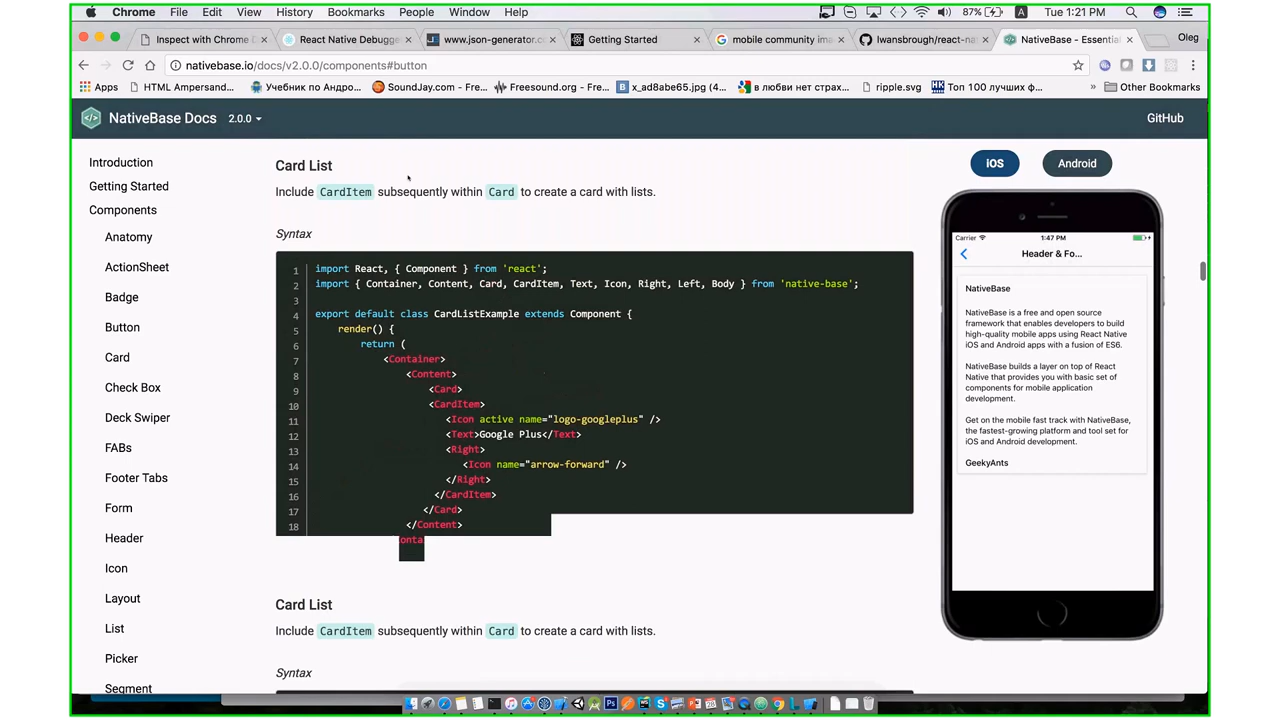 Chrome File Edit View History Bookmarks People Window Help 87% A Tue 1:21 PM
Inspect with Chrome D × React Native Debugge × www.json-generator.c × Getting Started × mobile community ima × lwansbrough/react-na × NativeBase - Essentia × Oleg
nativebase.io/docs/v2.0.0/components#button
Apps HTML Ampersand... Учебник по Андро... SoundJay.com - Fre... Freesound.org - Fre... x_ad8abe65.jpg (4... в любви нет страх... ripple.svg Топ 100 лучших ф... » Other Bookmarks
NativeBase Docs 2.0.0 GitHub
Introduction
Getting Started
Components
Anatomy
ActionSheet
Badge
Button
Card
Check Box
Deck Swiper
FABs
Footer Tabs
Form
Header
Icon
Layout
List
Picker
Segment
Card List
Include CardItem subsequently within Card to create a card with lists.
Syntax
1 import React, { Component } from 'react';
2 import { Container, Content, Card, CardItem, Text, Icon, Right, Left, Body } from 'native-base';
3
4 export default class CardListExample extends Component {
5 render() {
6 return (
7 <Container>
8 <Content>
9 <Card>
10 <CardItem>
11 <Icon active name="logo-googleplus" />
12 <Text>Google Plus</Text>
13 <Right>
14 <Icon name="arrow-forward" />
15 </Right>
16 </CardItem>
17 </Card>
18 </Content>
onta
Card List
Include CardItem subsequently within Card to create a card with lists.
Syntax
iOS Android
Carrier 1:47 PM
Header & Fo...
NativeBase
NativeBase is a free and open source
framework that enables developers to build
high-quality mobile apps using React Native
iOS and Android apps with a fusion of ES6.
NativeBase builds a layer on top of React
Native that provides you with basic set of
components for mobile application
development.
Get on the mobile fast track with NativeBase,
the fastest-growing platform and tool set for
iOS and Android development.
GeekyAnts